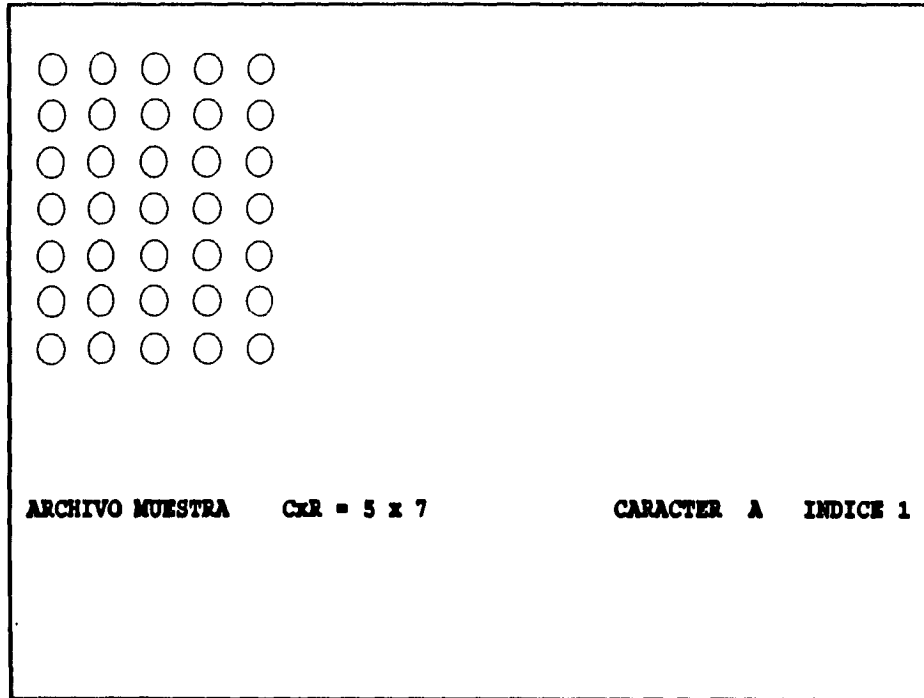 ARCHIVO MUESTRA CxR = 5 x 7 CARACTER A INDICE 1